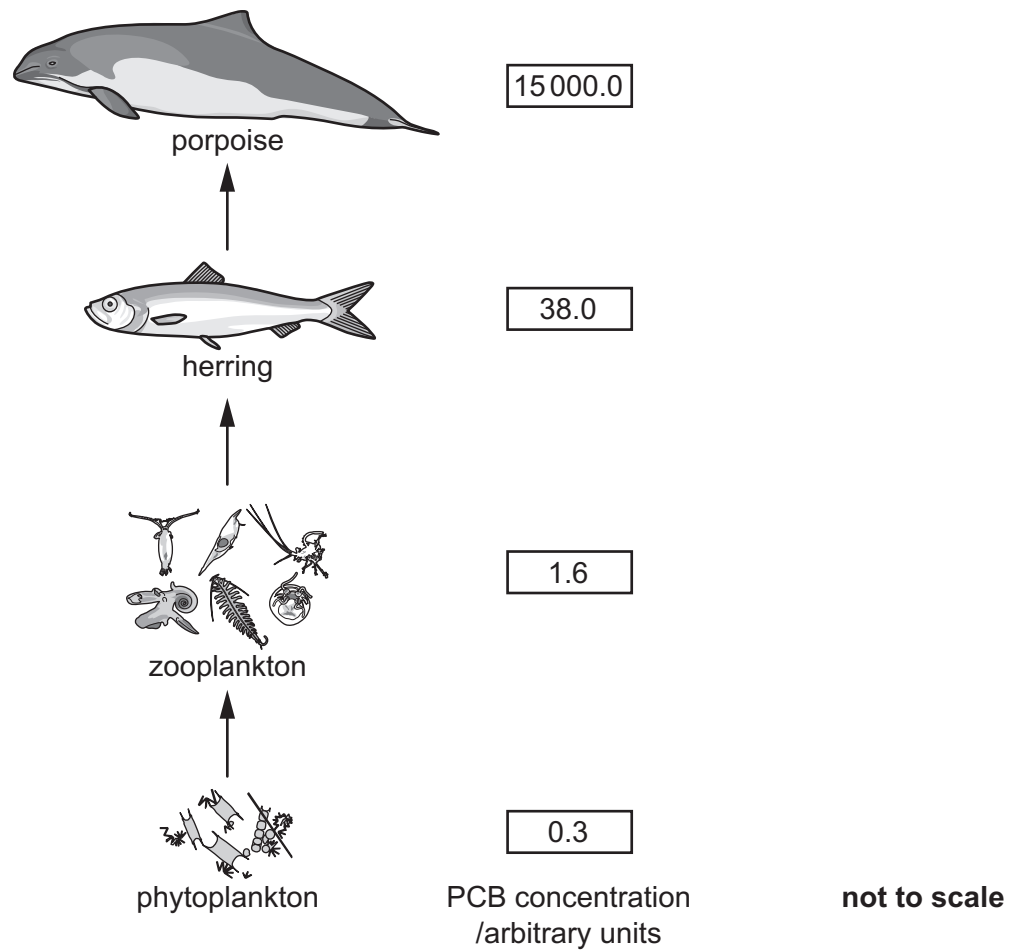 15 000.0
porpoise
38.0
herring
1.6
zooplankton
0.3
phytoplankton
PCB concentration
/arbitrary units
not to scale